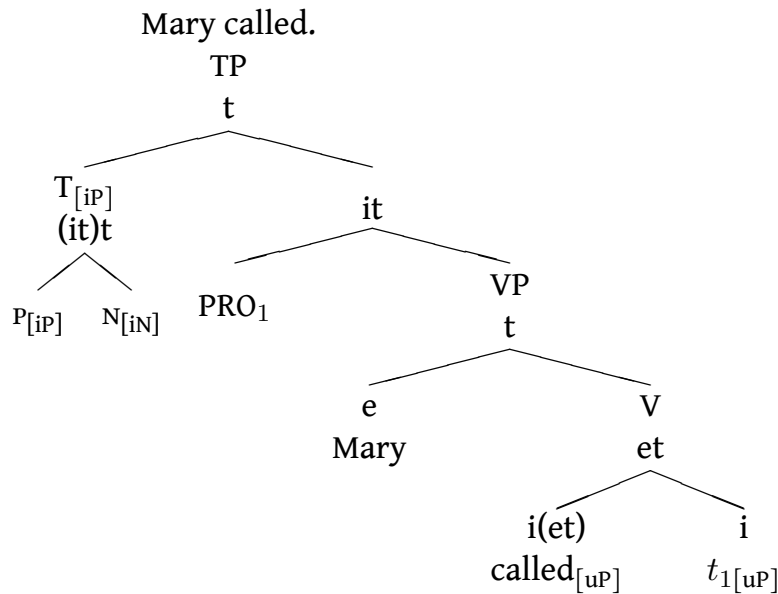 Mary called.
TP
t
T[iP]
(it)t
it
P[iP] N[iN] PRO1
VP
t
e V
Mary et
i(et) i
called[uP] t1[uP]